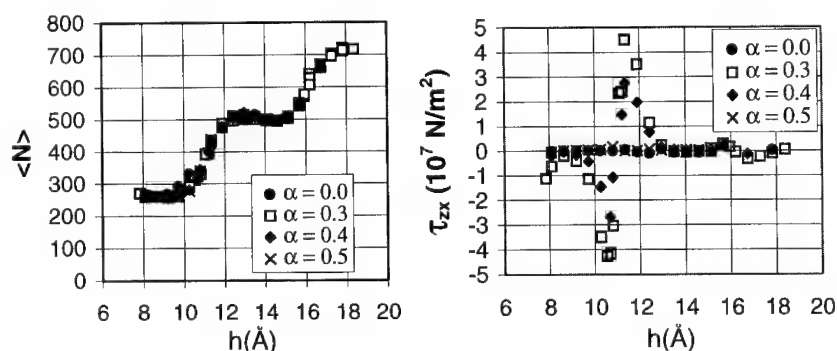 800
700
600
500
400
300
200
100
0
<N>
α = 0.0
α = 0.3
α = 0.4
α = 0.5
6 8 10 12 14 16 18 20
h(Å)
5
4
3
2
1
0
-1
-2
-3
-4
-5
τzx (10⁷ N/m²)
α = 0.0
α = 0.3
α = 0.4
α = 0.5
6 8 10 12 14 16 18 20
h(Å)